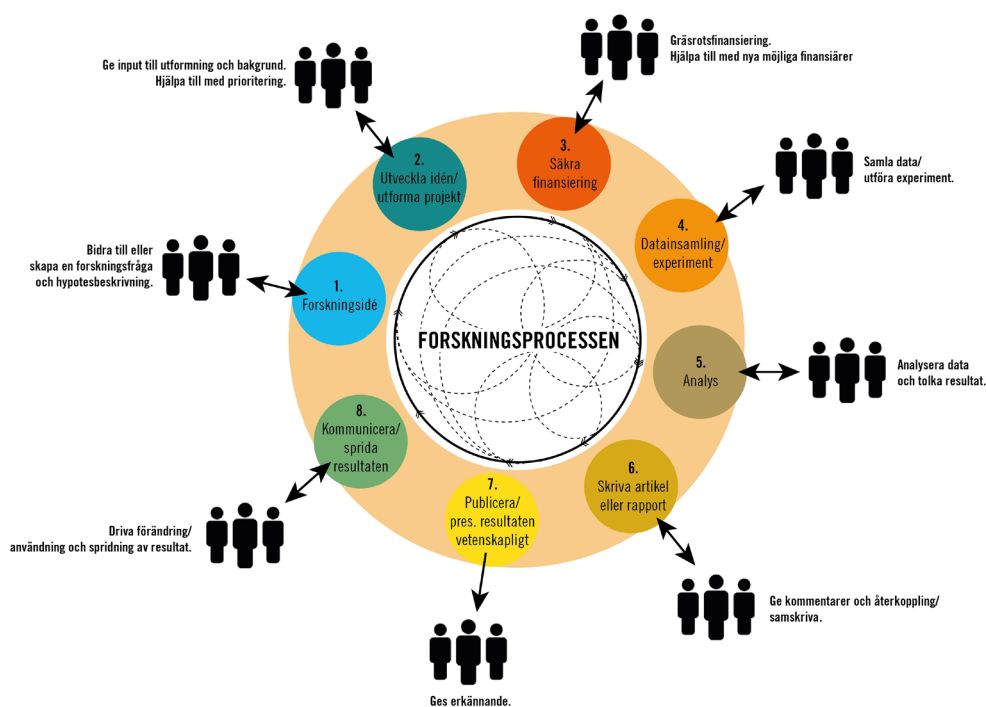 FORSKNINGSPROCESSEN
1.
Forskningsidé
Bidra till eller
skapa en forskningsfråga
och hypotesbeskrivning.
2.
Utveckla idén/
utforma projekt
Ge input till utformning och bakgrund.
Hjälpa till med prioritering.
3.
Säkra
finansiering
Gräsrotsfinansiering.
Hjälpa till med nya möjliga finansiärer
4.
Datainsamling/
experiment
Samla data/
utföra experiment.
5.
Analys
Analysera data
och tolka resultat.
6.
Skriva artikel
eller rapport
Ge kommentarer och återkoppling/
samskriva.
7.
Publicera/
pres. resultaten
vetenskapligt
Ges erkännande.
8.
Kommunicera/
sprida
resultaten
Driva förändring/
användning och spridning av resultat.